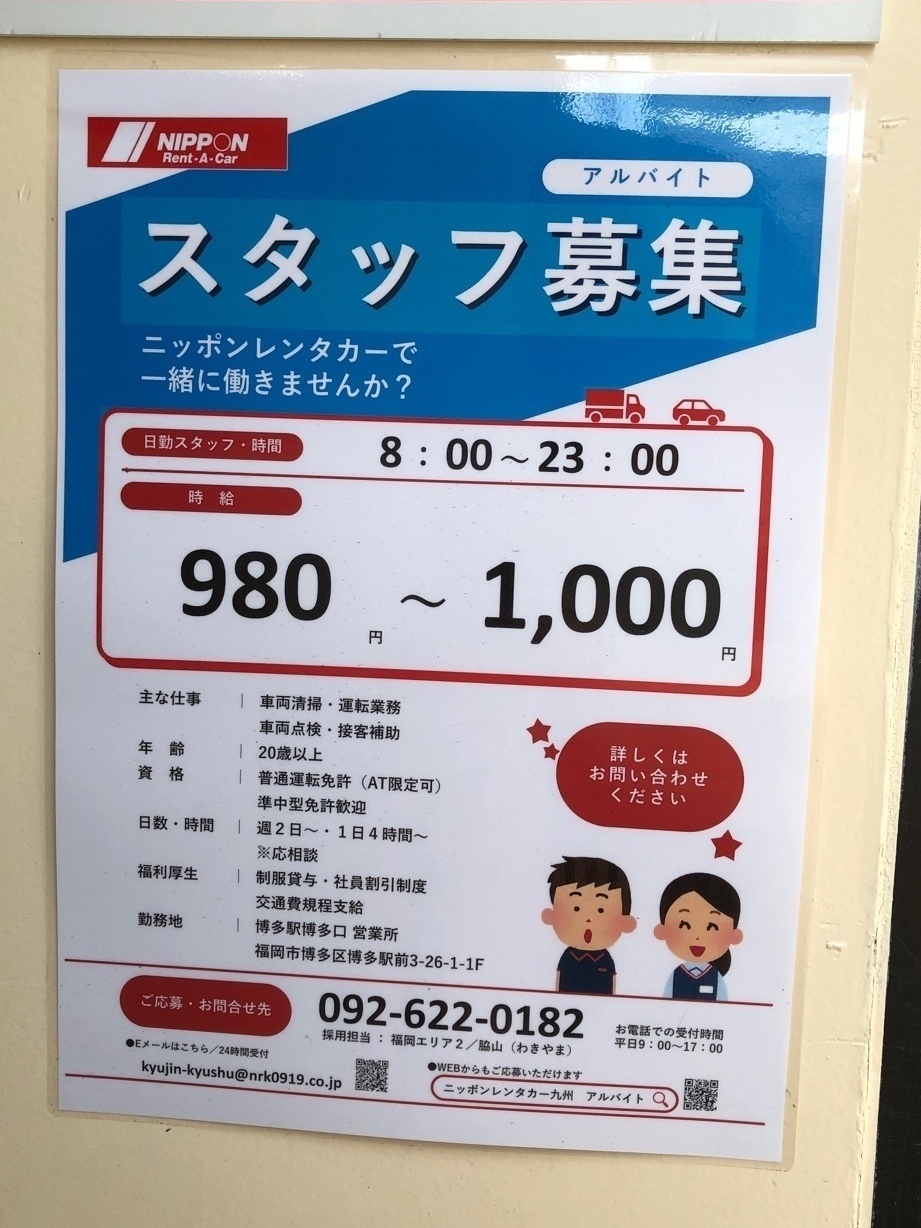 NIPPON
Rent-A-Car
アルバイト
スタッフ募集
ニッポンレンタカーで
一緒に働きませんか？
日勤スタッフ・時間 8：00～23：00
時 給
980円 ～ 1,000円
主な仕事 | 車両清掃・運転業務
車両点検・接客補助
年 齢 | 20歳以上
資 格 | 普通運転免許（AT限定可）
準中型免許歓迎
日数・時間 | 週２日～・１日４時間～
※応相談
福利厚生 | 制服貸与・社員割引制度
交通費規程支給
勤務地 | 博多駅博多口 営業所
福岡市博多区博多駅前3-26-1-1F
詳しくは
お問い合わせ
ください
ご応募・お問合せ先
092-622-0182
採用担当 ： 福岡エリア２／脇山（わきやま）
お電話での受付時間
平日9：00～17：00
●Eメールはこちら／24時間受付
kyujin-kyushu@nrk0919.co.jp
●WEBからもご応募いただけます
ニッポンレンタカー九州 アルバイト